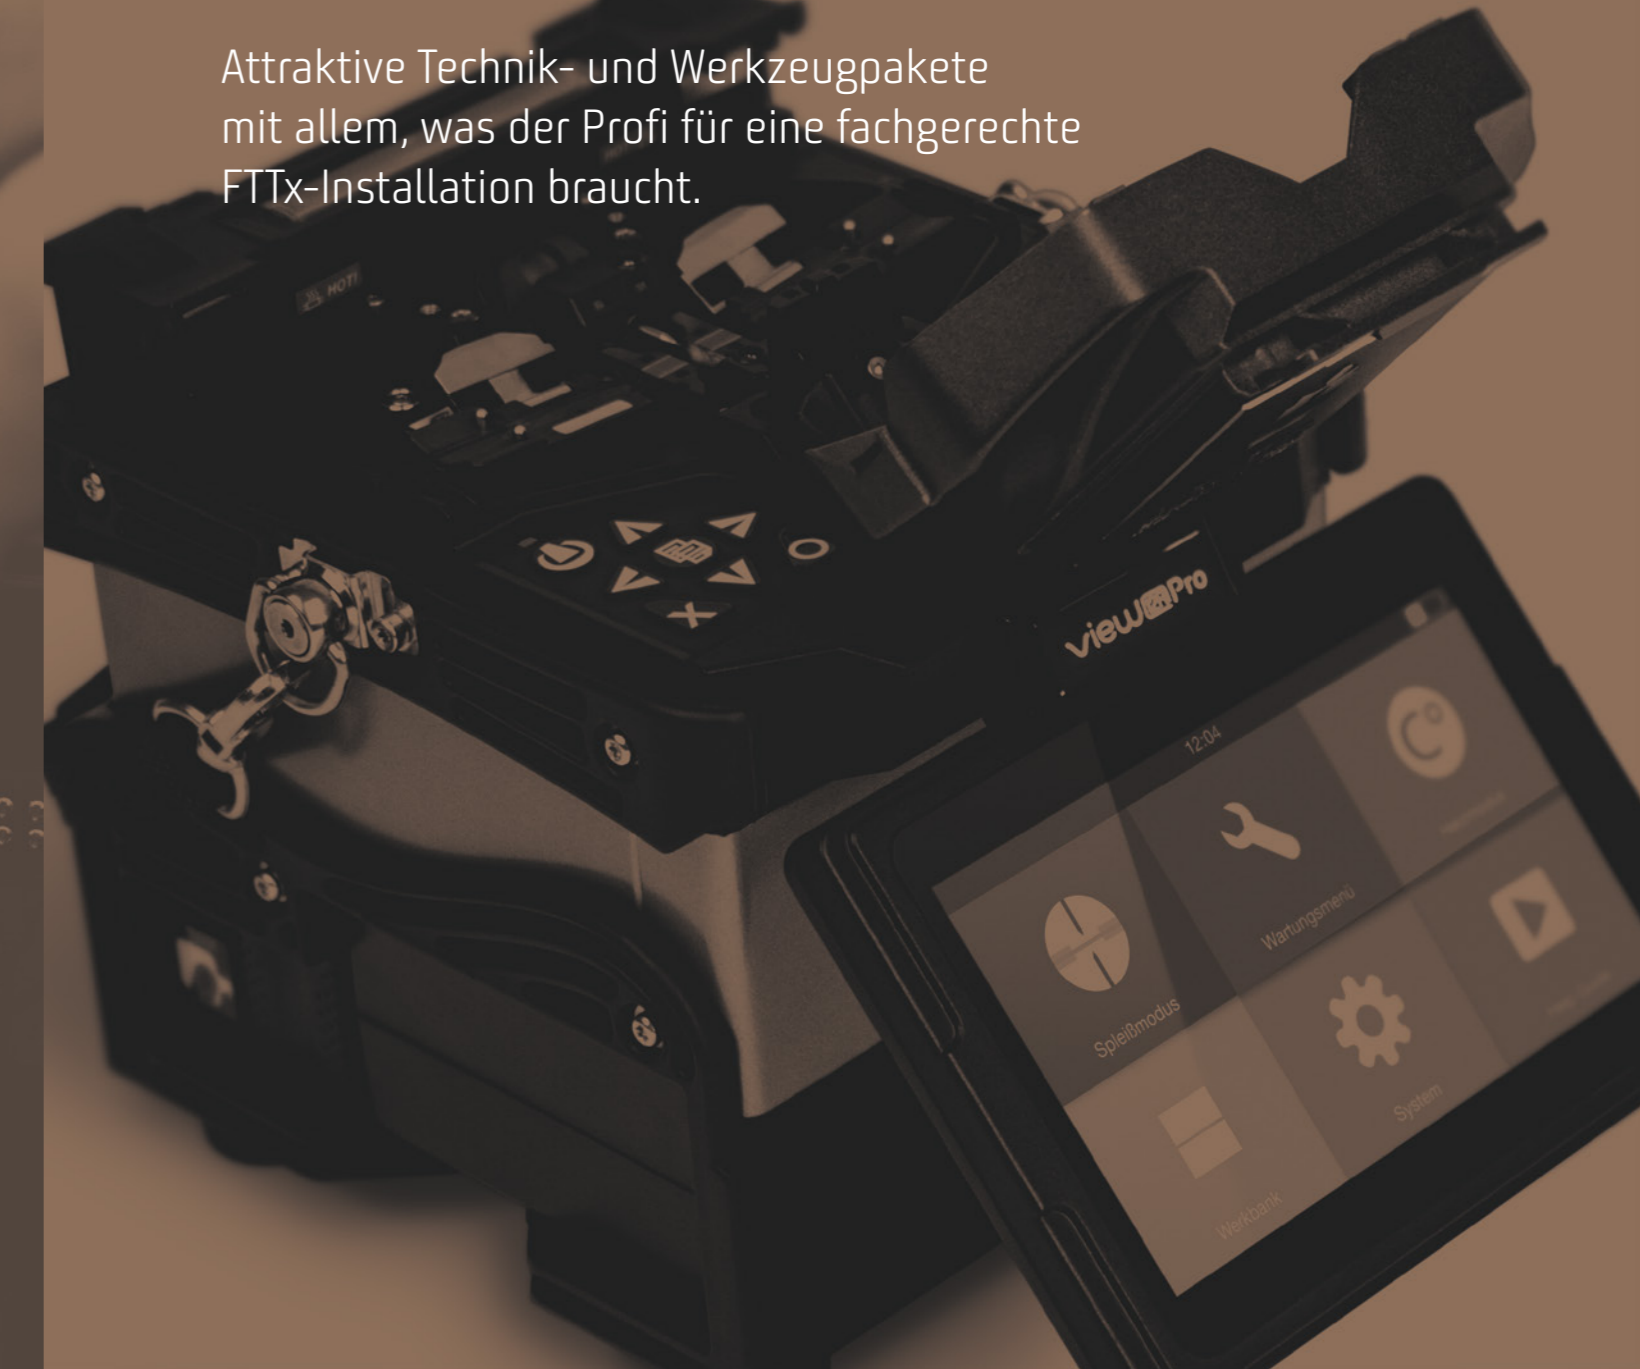 Attraktive Technik- und Werkzeugpakete
mit allem, was der Profi für eine fachgerechte
FTTx-Installation braucht.
HOT!
viewPro
12:04
Wartungsmenü
Spleißmodus
System
Werkbank